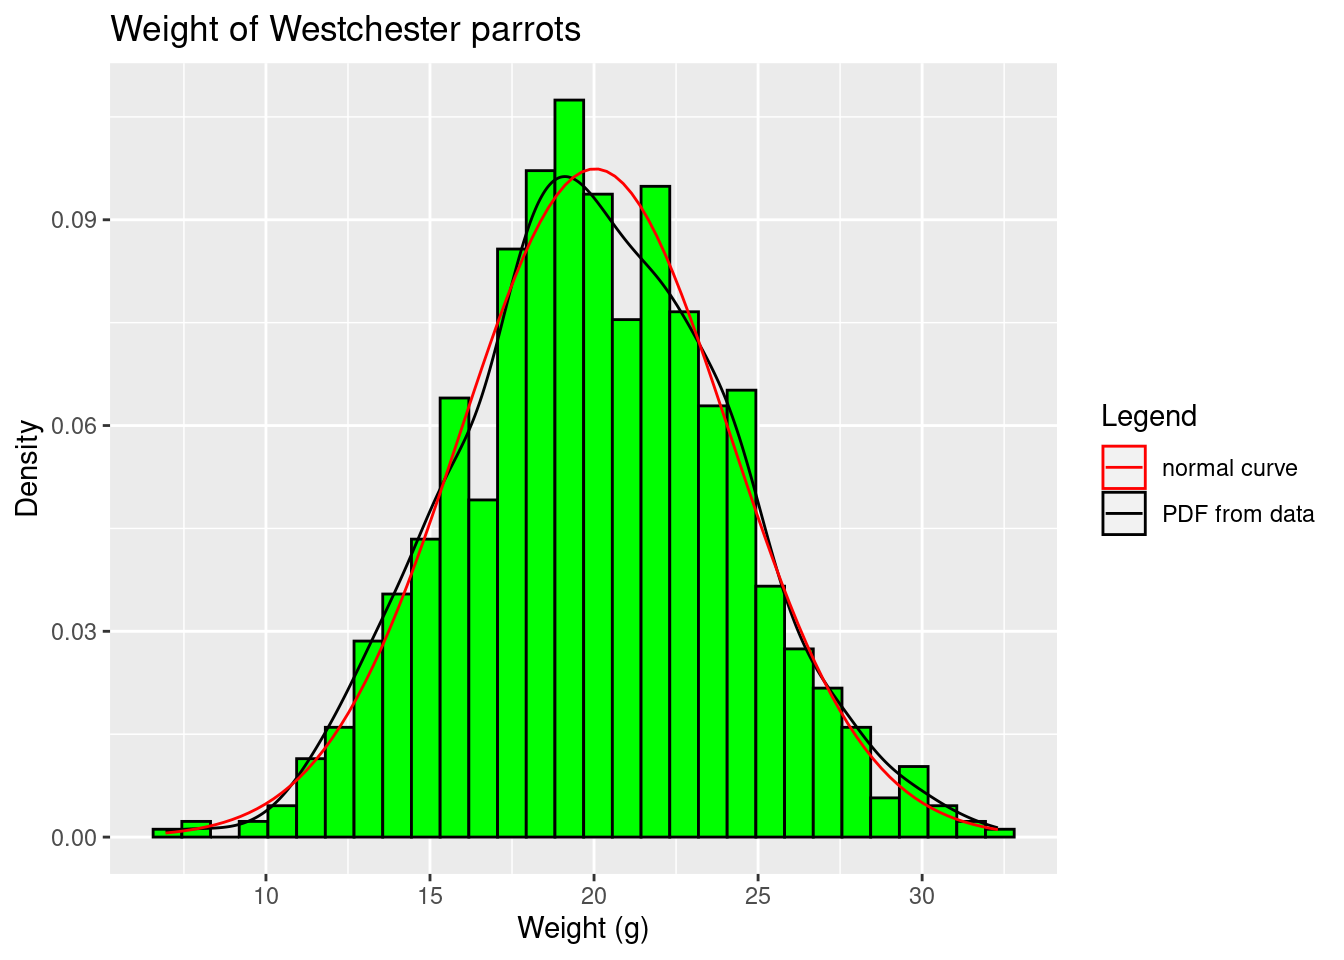 Weight of Westchester parrots
Density
0.09
0.06
0.03
0.00
10 15 20 25 30
Weight (g)
Legend
normal curve
PDF from data